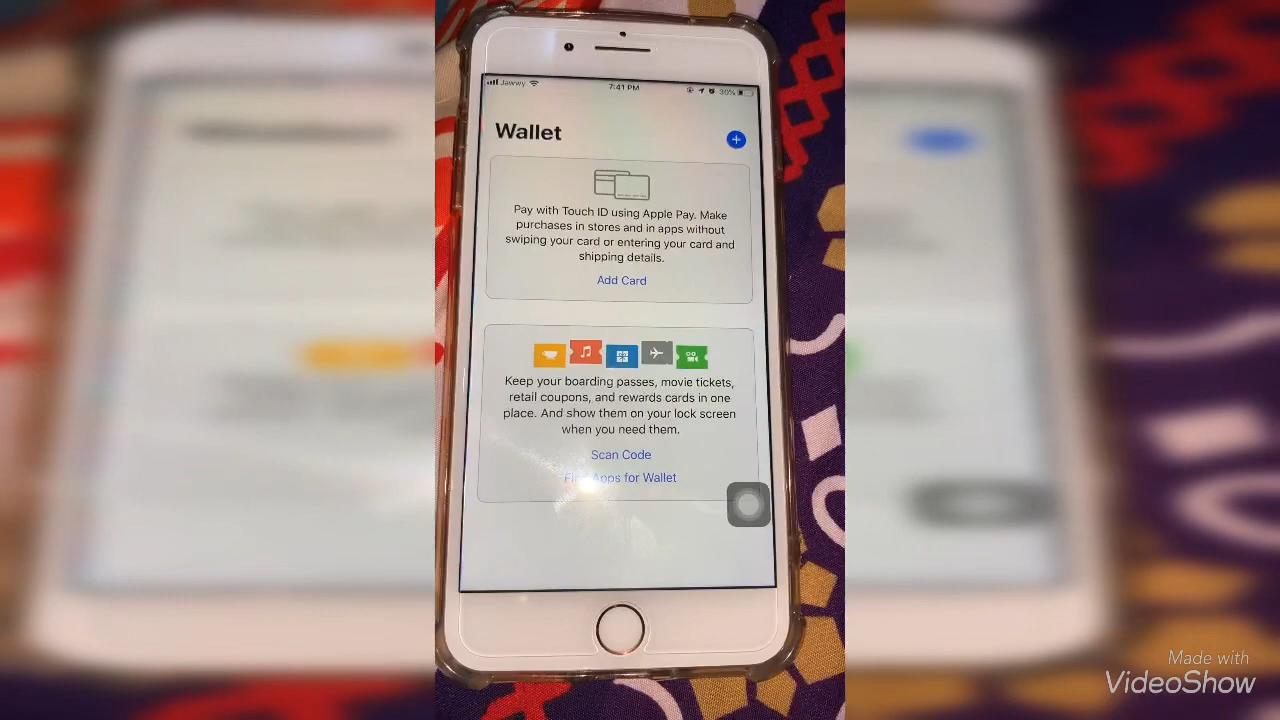 Jawwy
7:41 PM
30%
Wallet
Pay with Touch ID using Apple Pay. Make
purchases in stores and in apps without
swiping your card or entering your card and
shipping details.
Add Card
Keep your boarding passes, movie tickets,
retail coupons, and rewards cards in one
place. And show them on your lock screen
when you need them.
Scan Code
Find Apps for Wallet
Made with
VideoShow